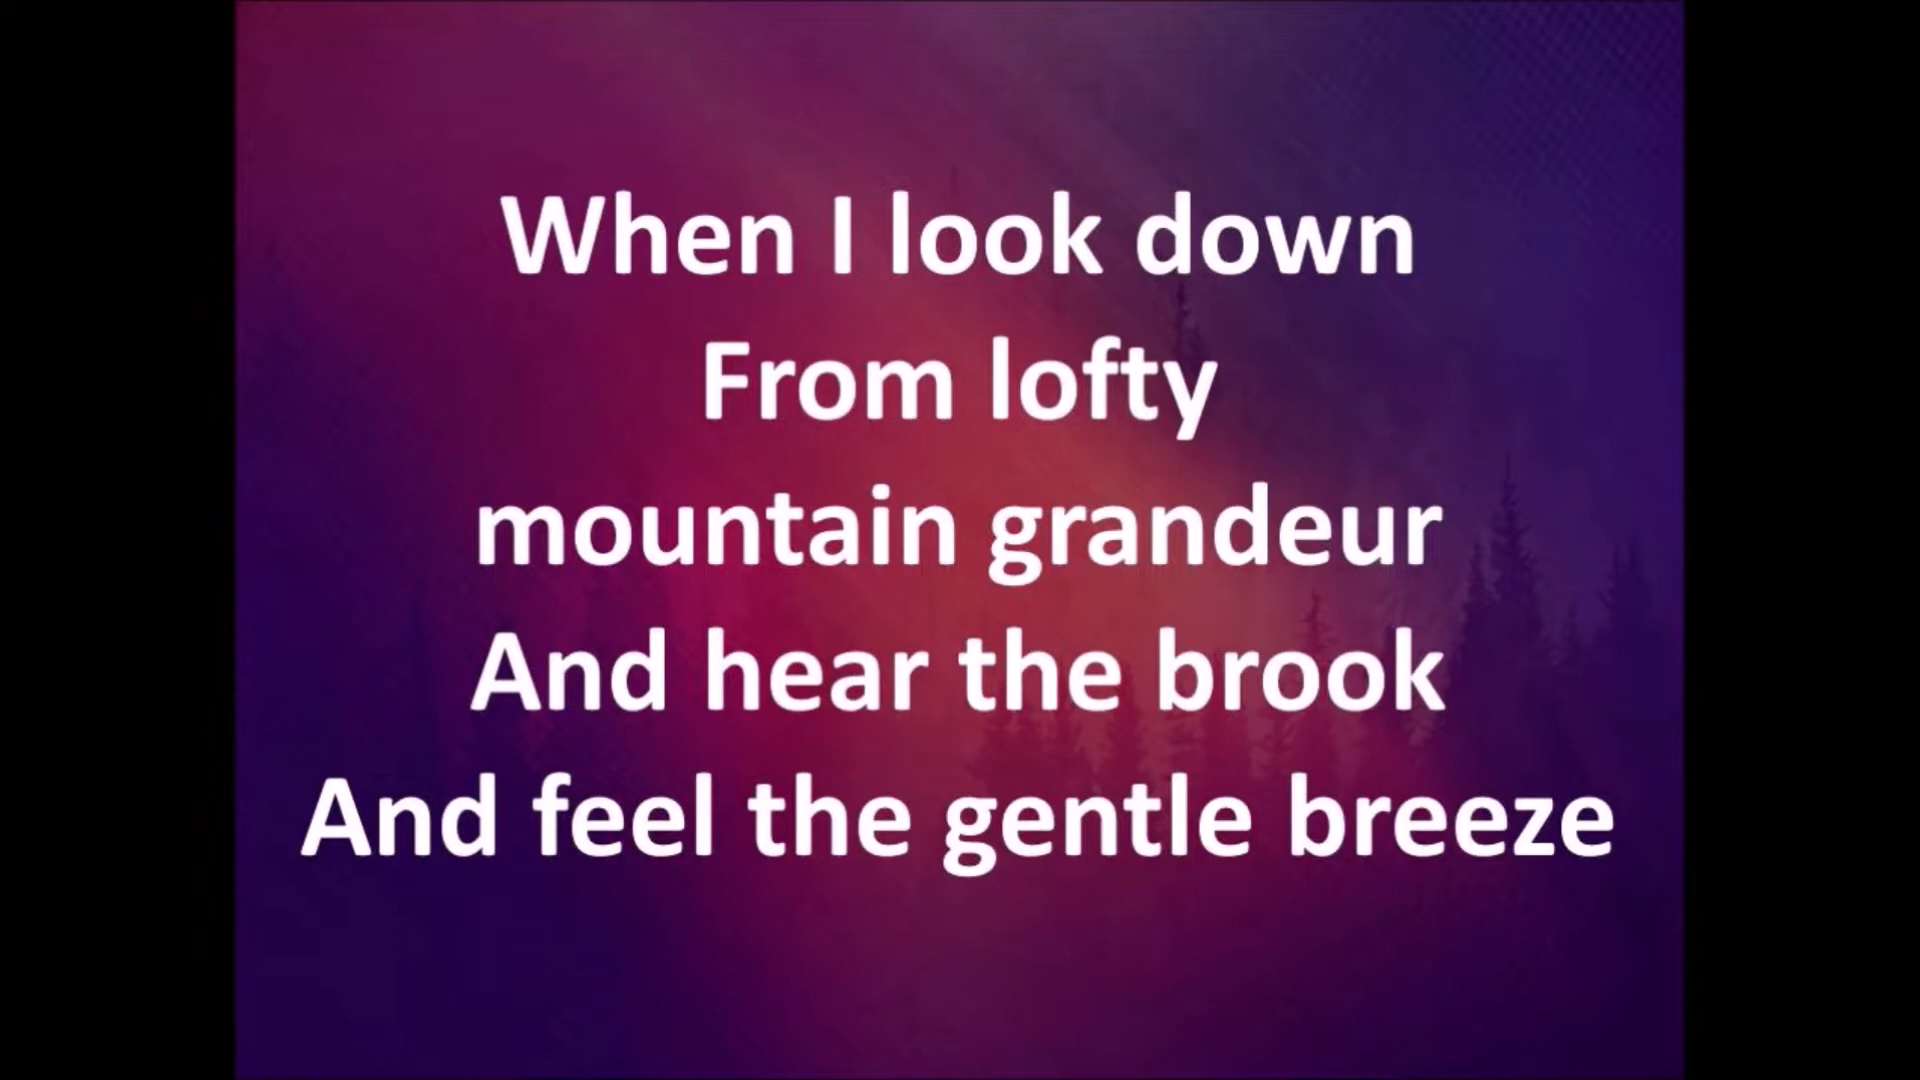 When I look down
From lofty
mountain grandeur
And hear the brook
And feel the gentle breeze